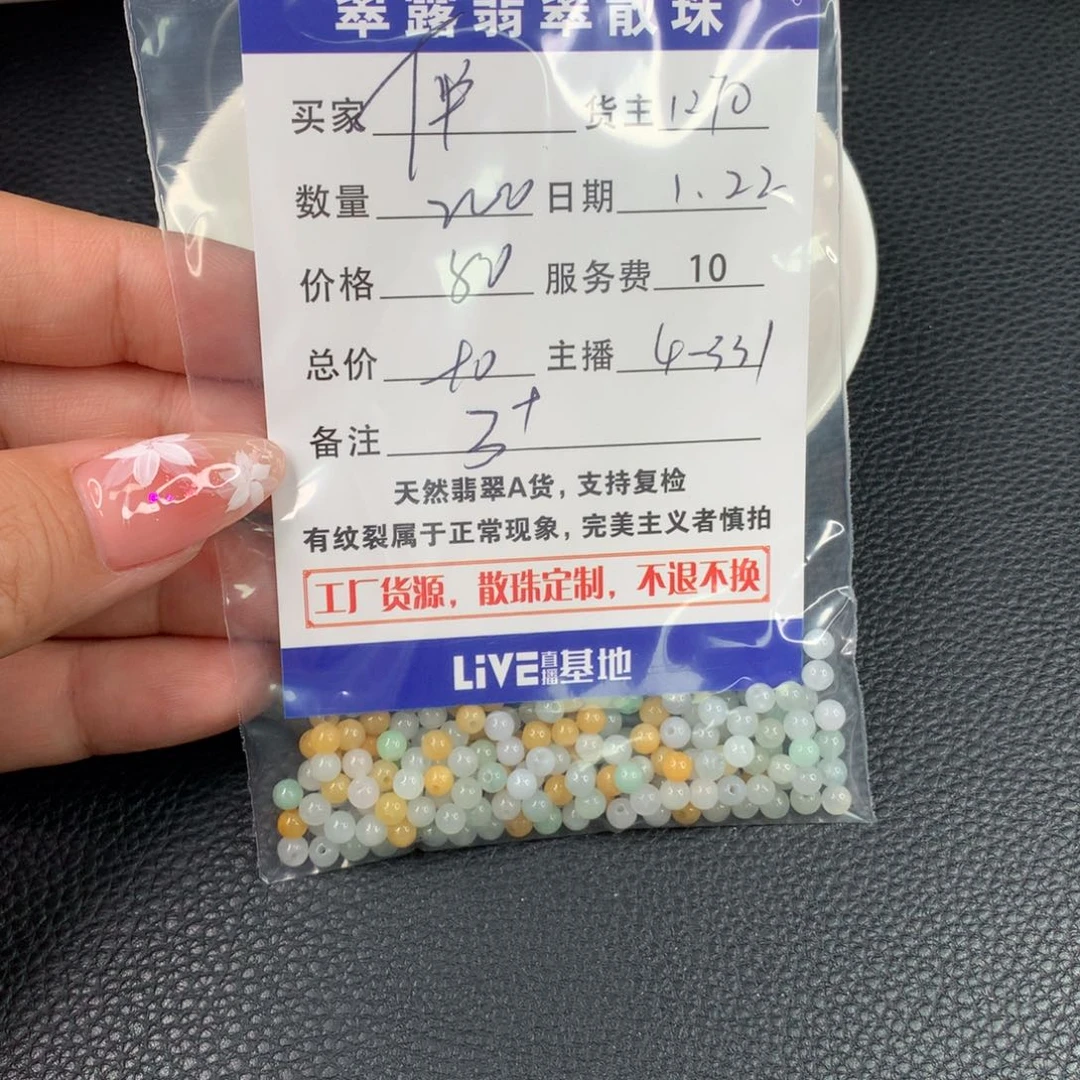 翠露翡翠散珠
买家 货主 1270
数量 200 日期 1.22
价格 80 服务费 10
总价 主播 4-331
备注 3+
天然翡翠A货，支持复检
有纹裂属于正常现象，完美主义者慎拍
工厂货源，散珠定制，不退不换
LiVE直播基地